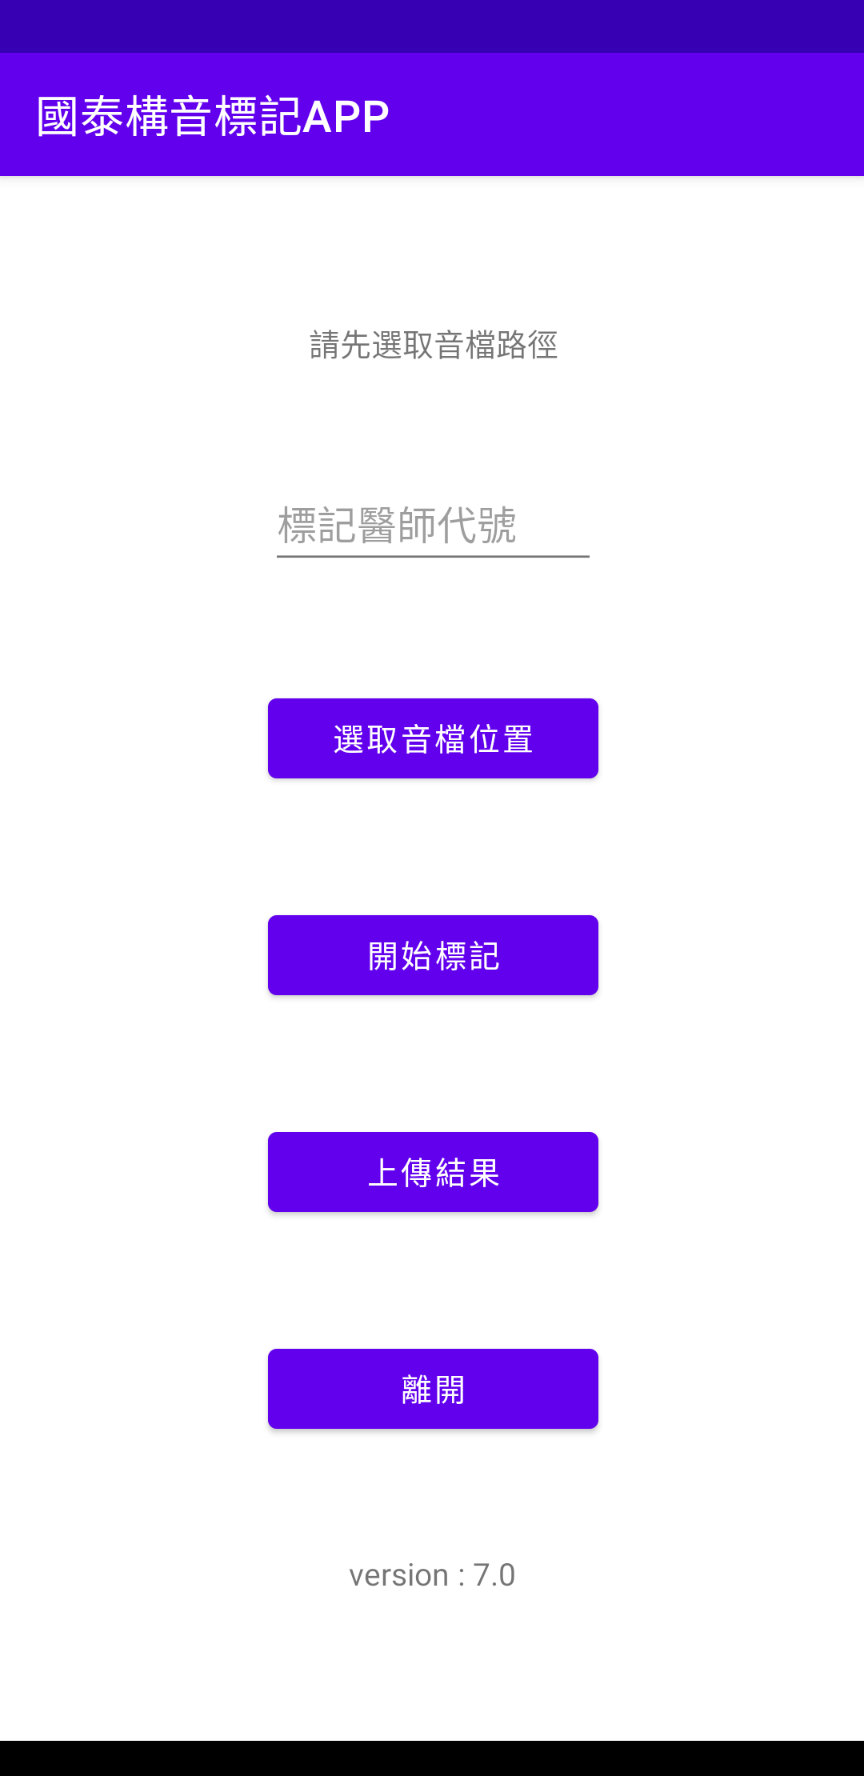 國泰構音標記APP
請先選取音檔路徑
標記醫師代號
選取音檔位置
開始標記
上傳結果
離開
version : 7.0